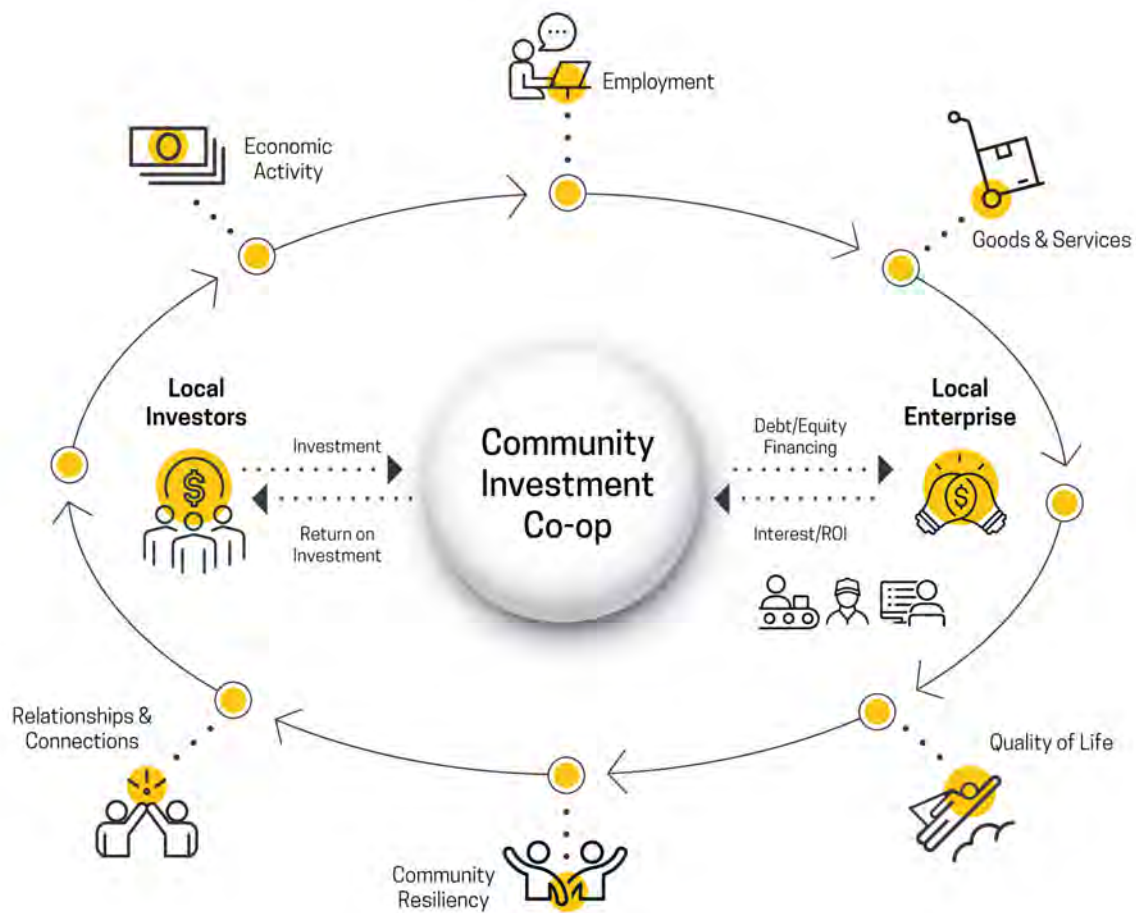 Employment
Economic
Activity
Goods & Services
Local
Investors
Local
Enterprise
Investment
Return on
Investment
Community
Investment
Co-op
Debt/Equity
Financing
Interest/ROI
Relationships &
Connections
Quality of Life
Community
Resiliency